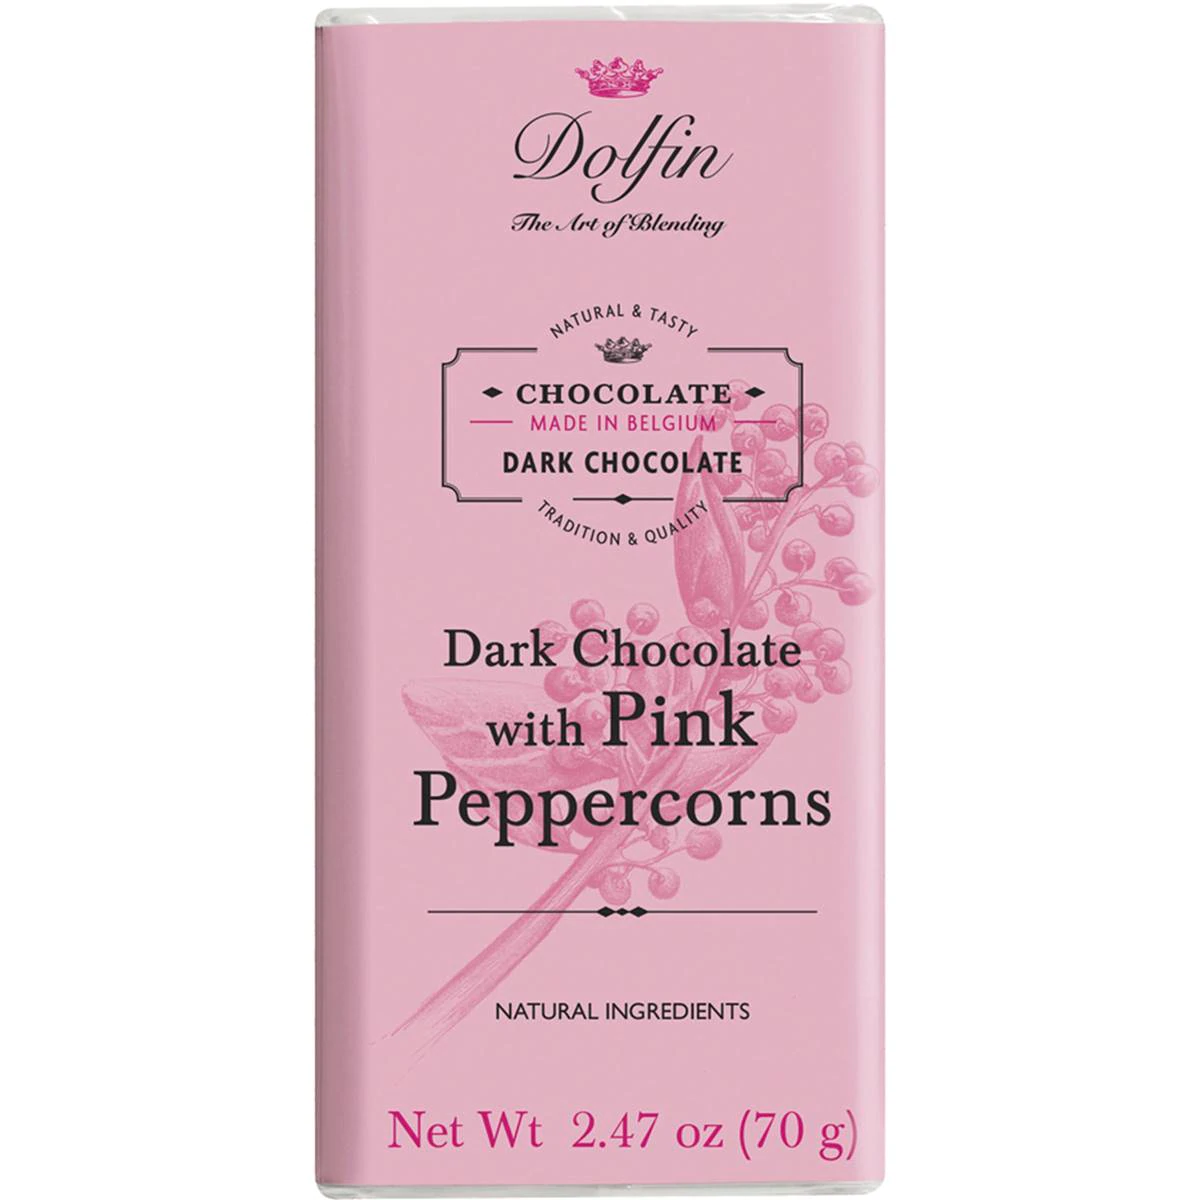 Dolfin
The Art of Blending
NATURAL & TASTY
CHOCOLATE
MADE IN BELGIUM
DARK CHOCOLATE
TRADITION & QUALITY
Dark Chocolate
with Pink
Peppercorns
NATURAL INGREDIENTS
Net Wt 2.47 oz (70 g)